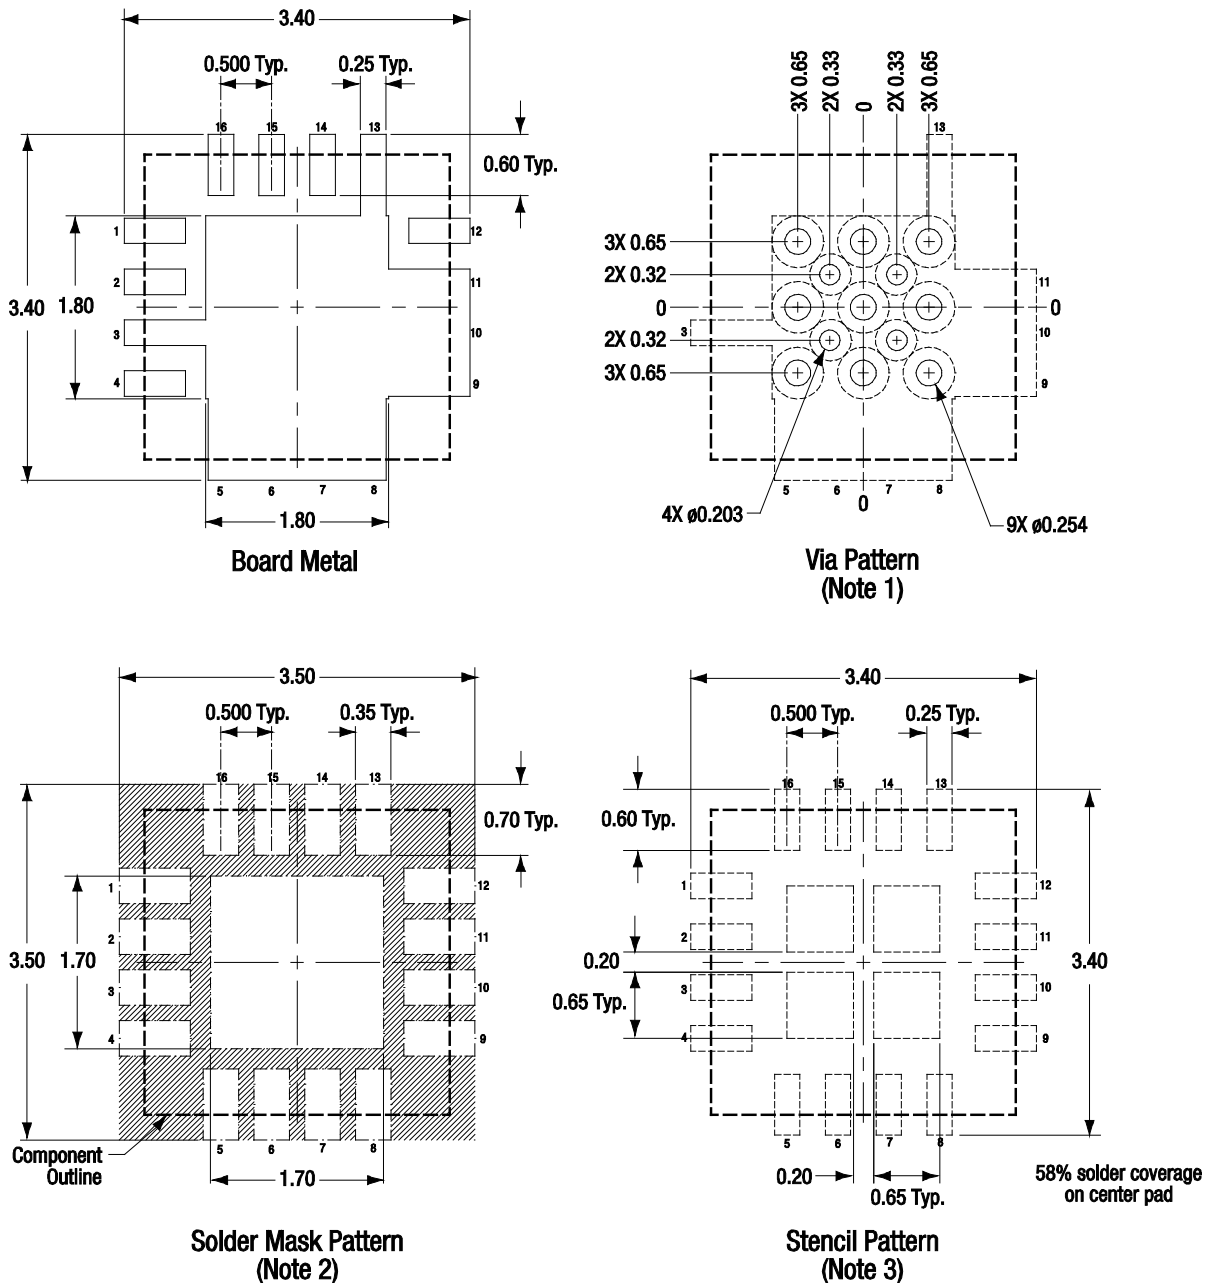 3.40
0.500 Typ.
0.25 Typ.
16
15
14
13
0.60 Typ.
3.40
1.80
1
2
3
4
12
11
10
9
5
6
7
8
1.80
Board Metal
3X 0.65
2X 0.33
0
2X 0.33
3X 0.65
13
3X 0.65
2X 0.32
0
2X 0.32
3X 0.65
3
11
0
10
9
5
6
7
8
0
4X ø0.203
9X ø0.254
Via Pattern
(Note 1)
3.50
0.500 Typ.
0.35 Typ.
16
15
14
13
0.70 Typ.
3.50
1.70
1
2
3
4
12
11
10
9
5
6
7
8
Component
Outline
1.70
Solder Mask Pattern
(Note 2)
3.40
0.500 Typ.
0.25 Typ.
16
15
14
13
0.60 Typ.
1
2
3
4
12
11
10
9
0.20
0.65 Typ.
3.40
5
6
7
8
0.20
0.65 Typ.
58% solder coverage
on center pad
Stencil Pattern
(Note 3)